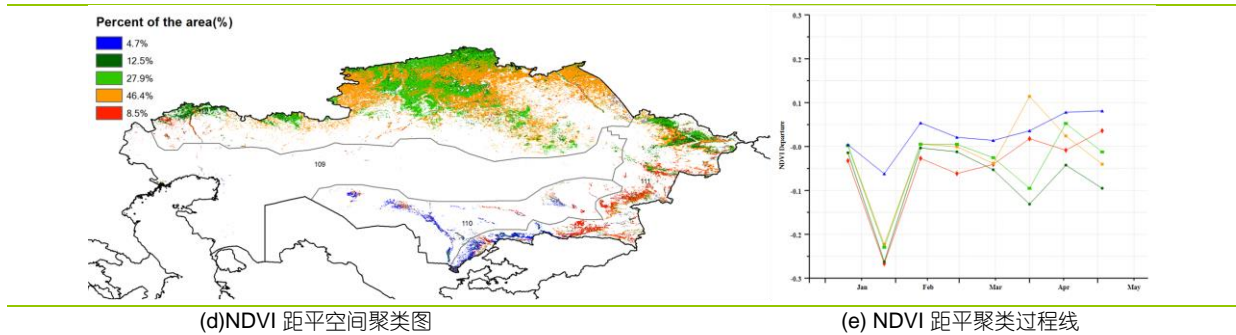 Percent of the area(%)
4.7%
12.5%
27.9%
46.4%
8.5%
109
110
111
0.3
0.2
0.1
-0.0
-0.1
-0.2
-0.3
NDVI Departure
Jan
Feb
Mar
Apr
May
(d)NDVI 距平空间聚类图
(e) NDVI 距平聚类过程线